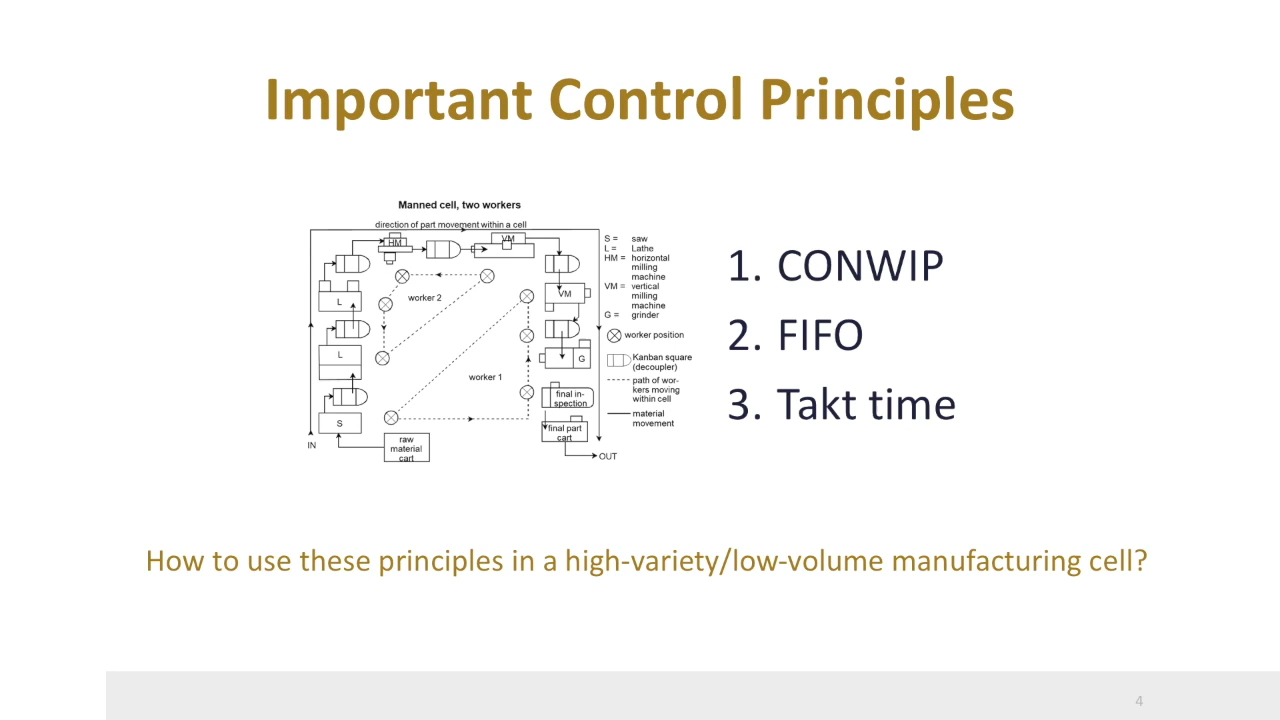 Important Control Principles
Manned cell, two workers
direction of part movement within a cell
HM
VM
L
worker 2
VM
L
G
worker 1
final in-
spection
S
final part
cart
raw
material
cart
IN
OUT
S = saw
L = Lathe
HM = horizontal
milling
machine
VM = vertical
milling
machine
G = grinder
worker position
Kanban square
(decoupler)
path of wor-
kers moving
within cell
material
movement
1. CONWIP
2. FIFO
3. Takt time
How to use these principles in a high-variety/low-volume manufacturing cell?
4